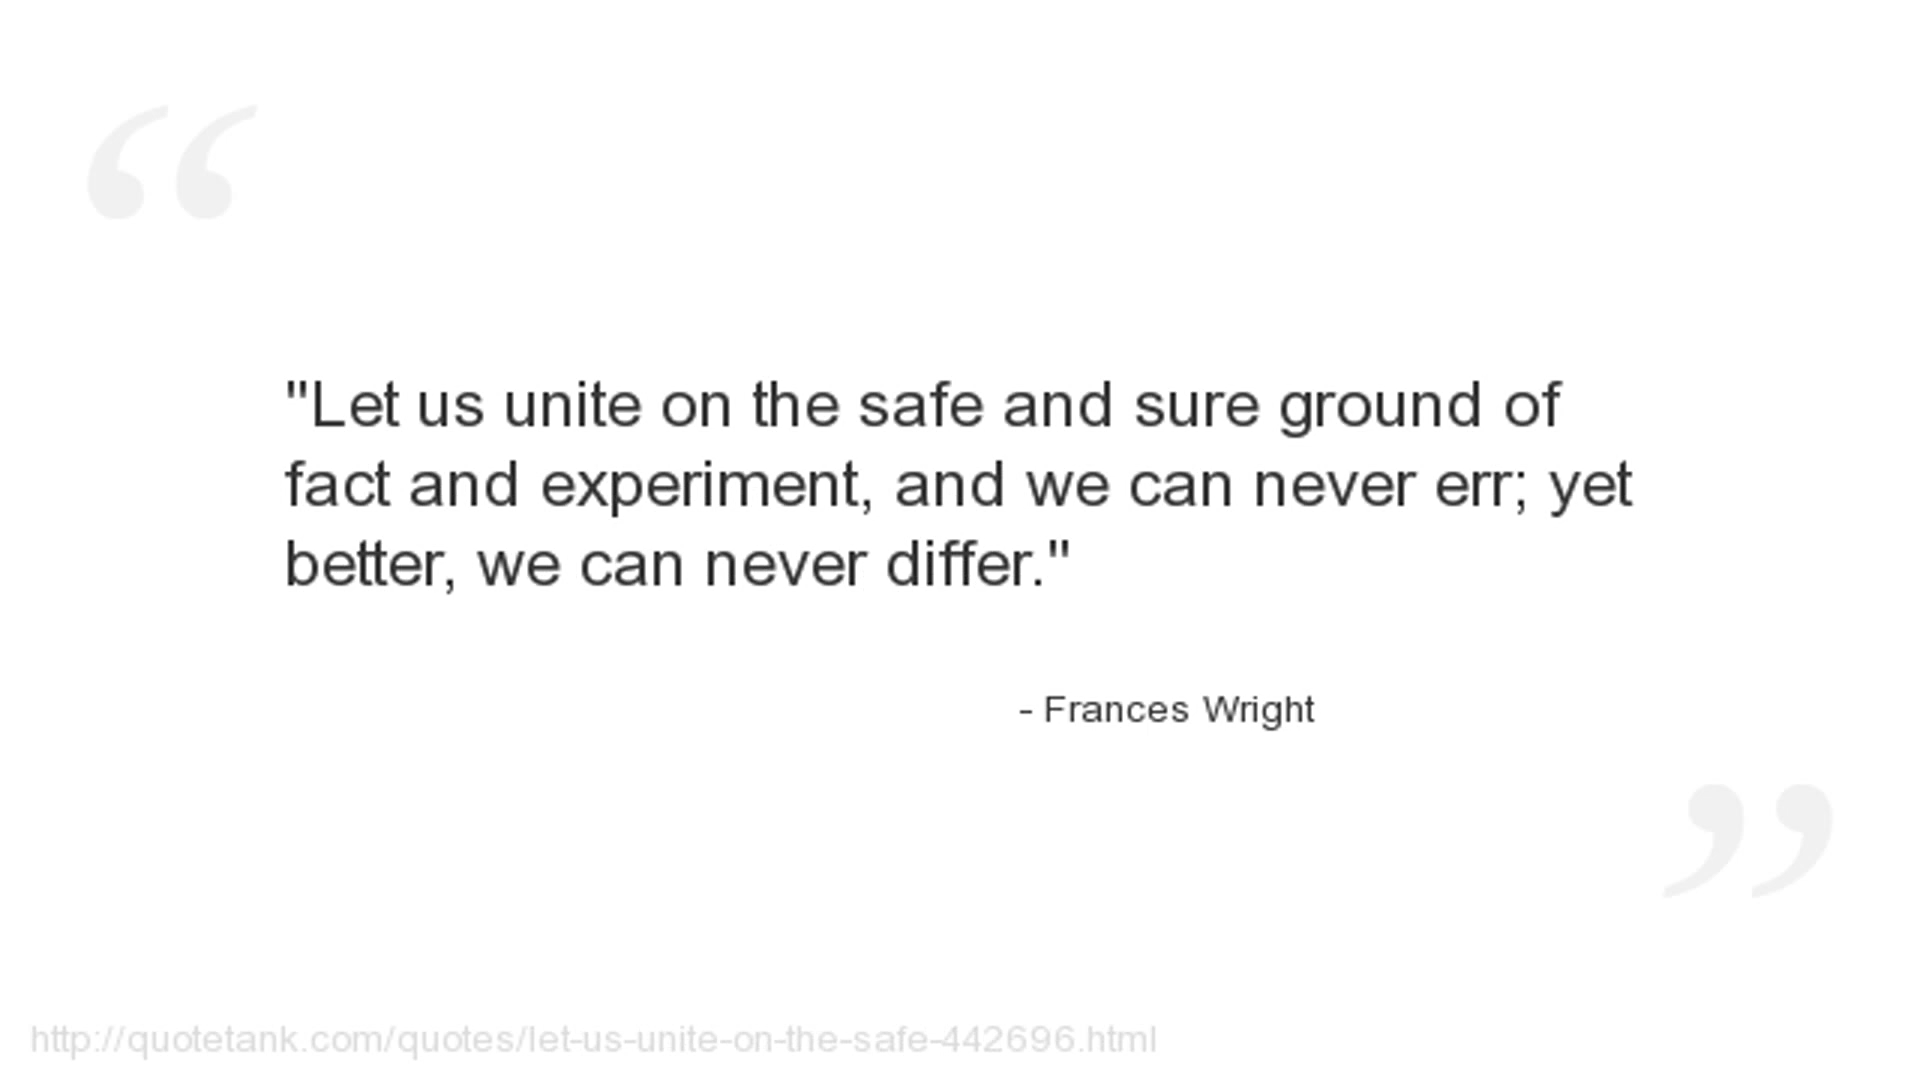 "Let us unite on the safe and sure ground of
fact and experiment, and we can never err; yet
better, we can never differ."
- Frances Wright
http://quotetank.com/quotes/let-us-unite-on-the-safe-442696.html